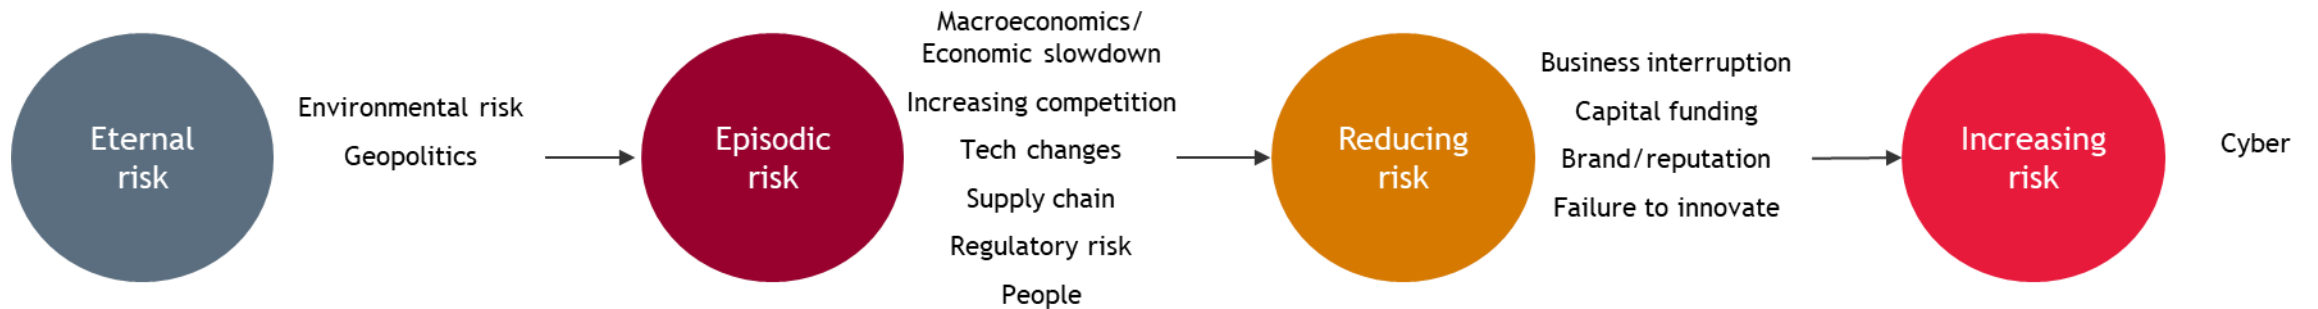 Eternal
risk
Environmental risk
Geopolitics
Episodic
risk
Macroeconomics/
Economic slowdown
Increasing competition
Tech changes
Supply chain
Regulatory risk
People
Reducing
risk
Business interruption
Capital funding
Brand/reputation
Failure to innovate
Increasing
risk
Cyber